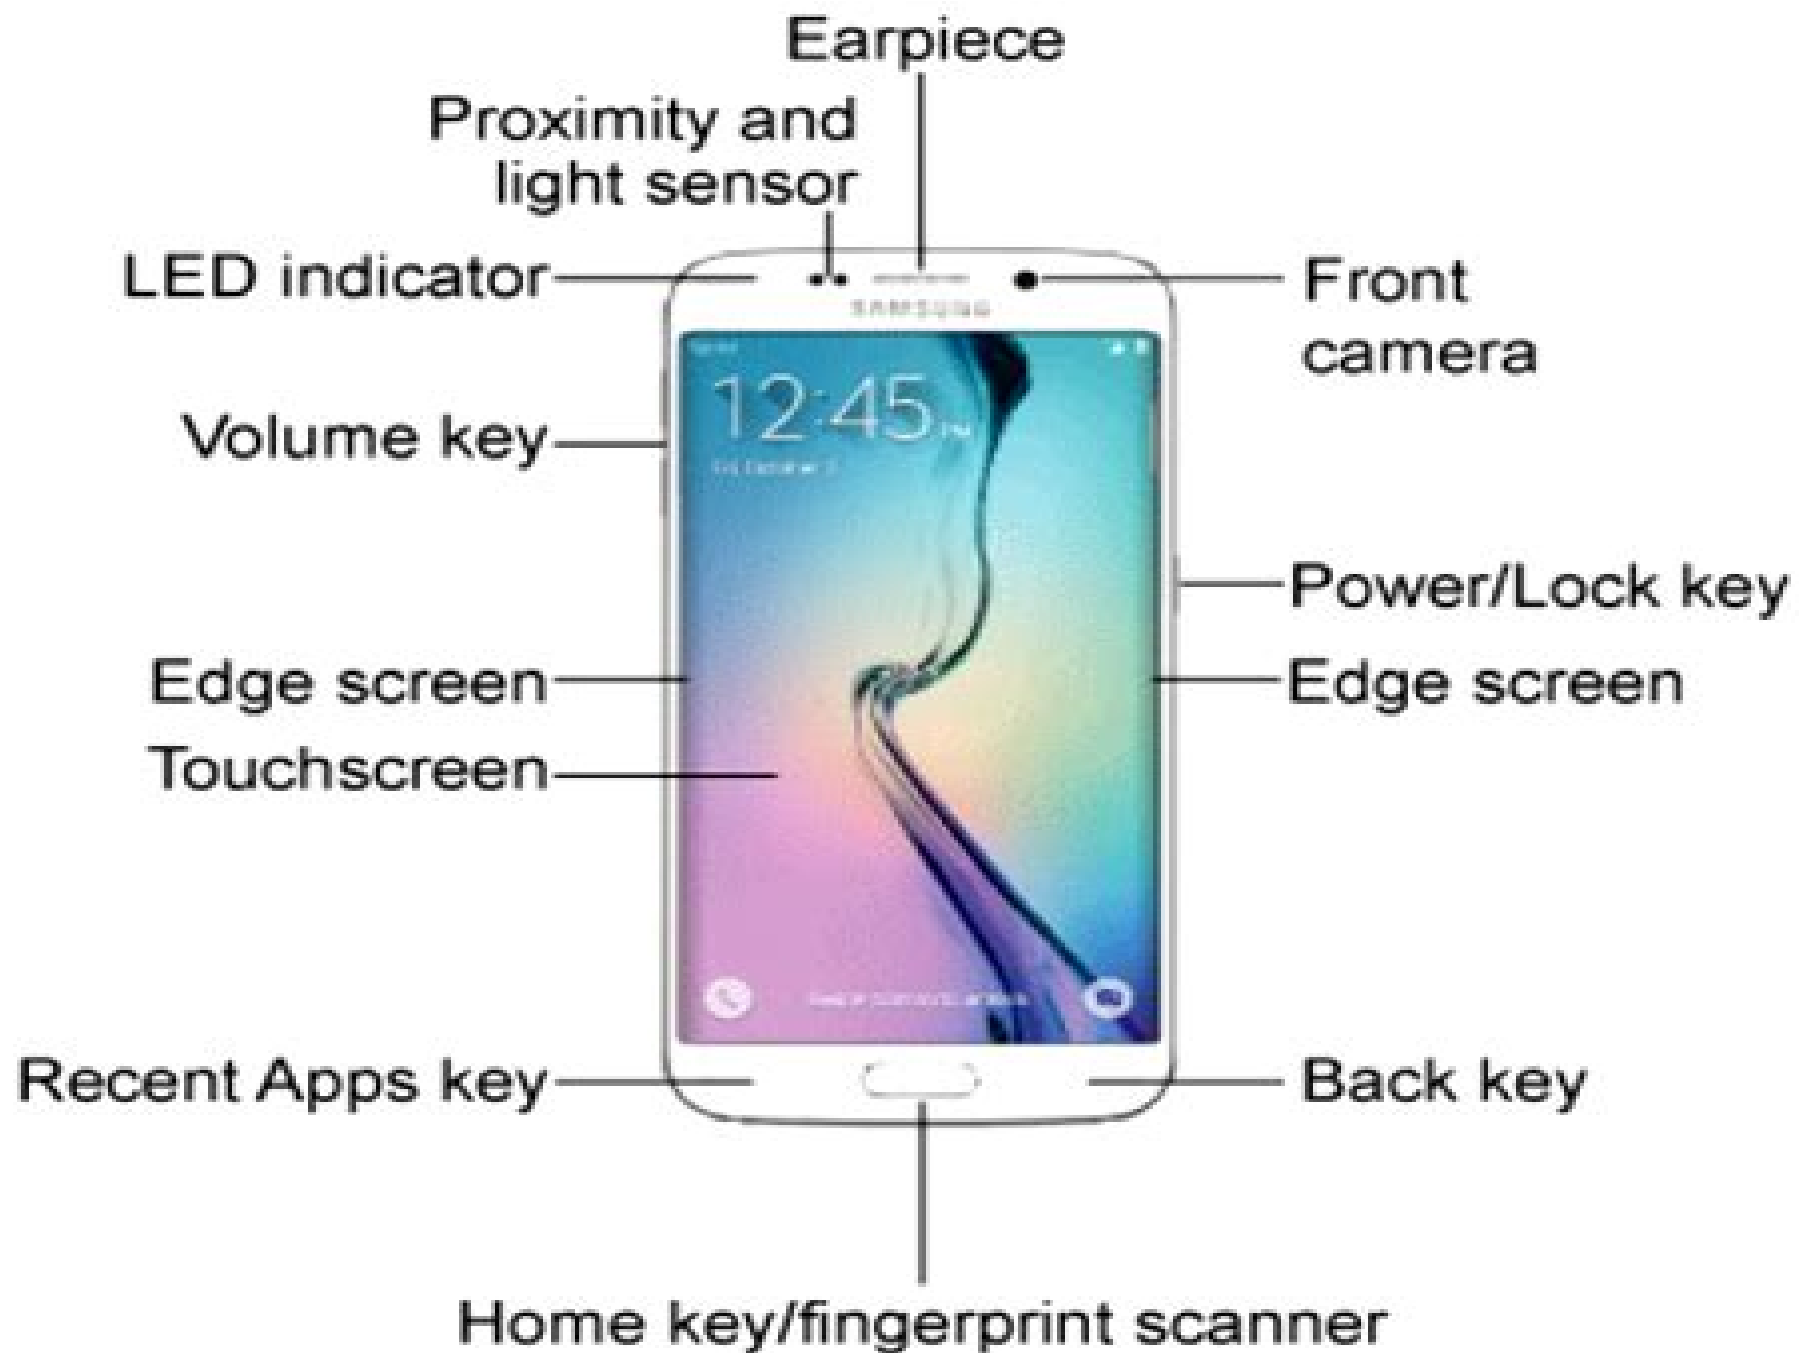 Earpiece
Proximity and
light sensor
LED indicator
Front
camera
SAMSUNG
12:45 PM
Volume key
Power/Lock key
Edge screen
Edge screen
Touchscreen
Recent Apps key
Back key
Home key/fingerprint scanner